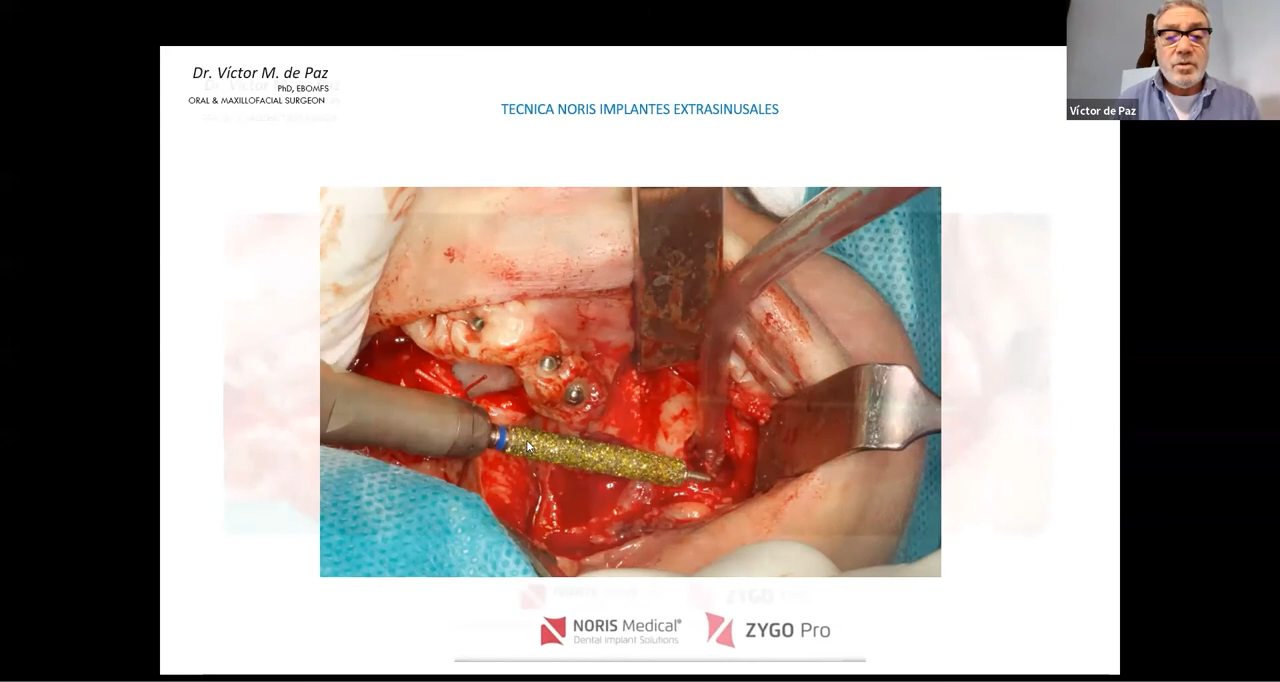 Dr. Víctor M. de Paz
PhD, EBOMFS
ORAL & MAXILLOFACIAL SURGEON
TECNICA NORIS IMPLANTES EXTRASINUSALES
Víctor de Paz
NORIS Medical®
Dental Implant Solutions
ZYGO Pro